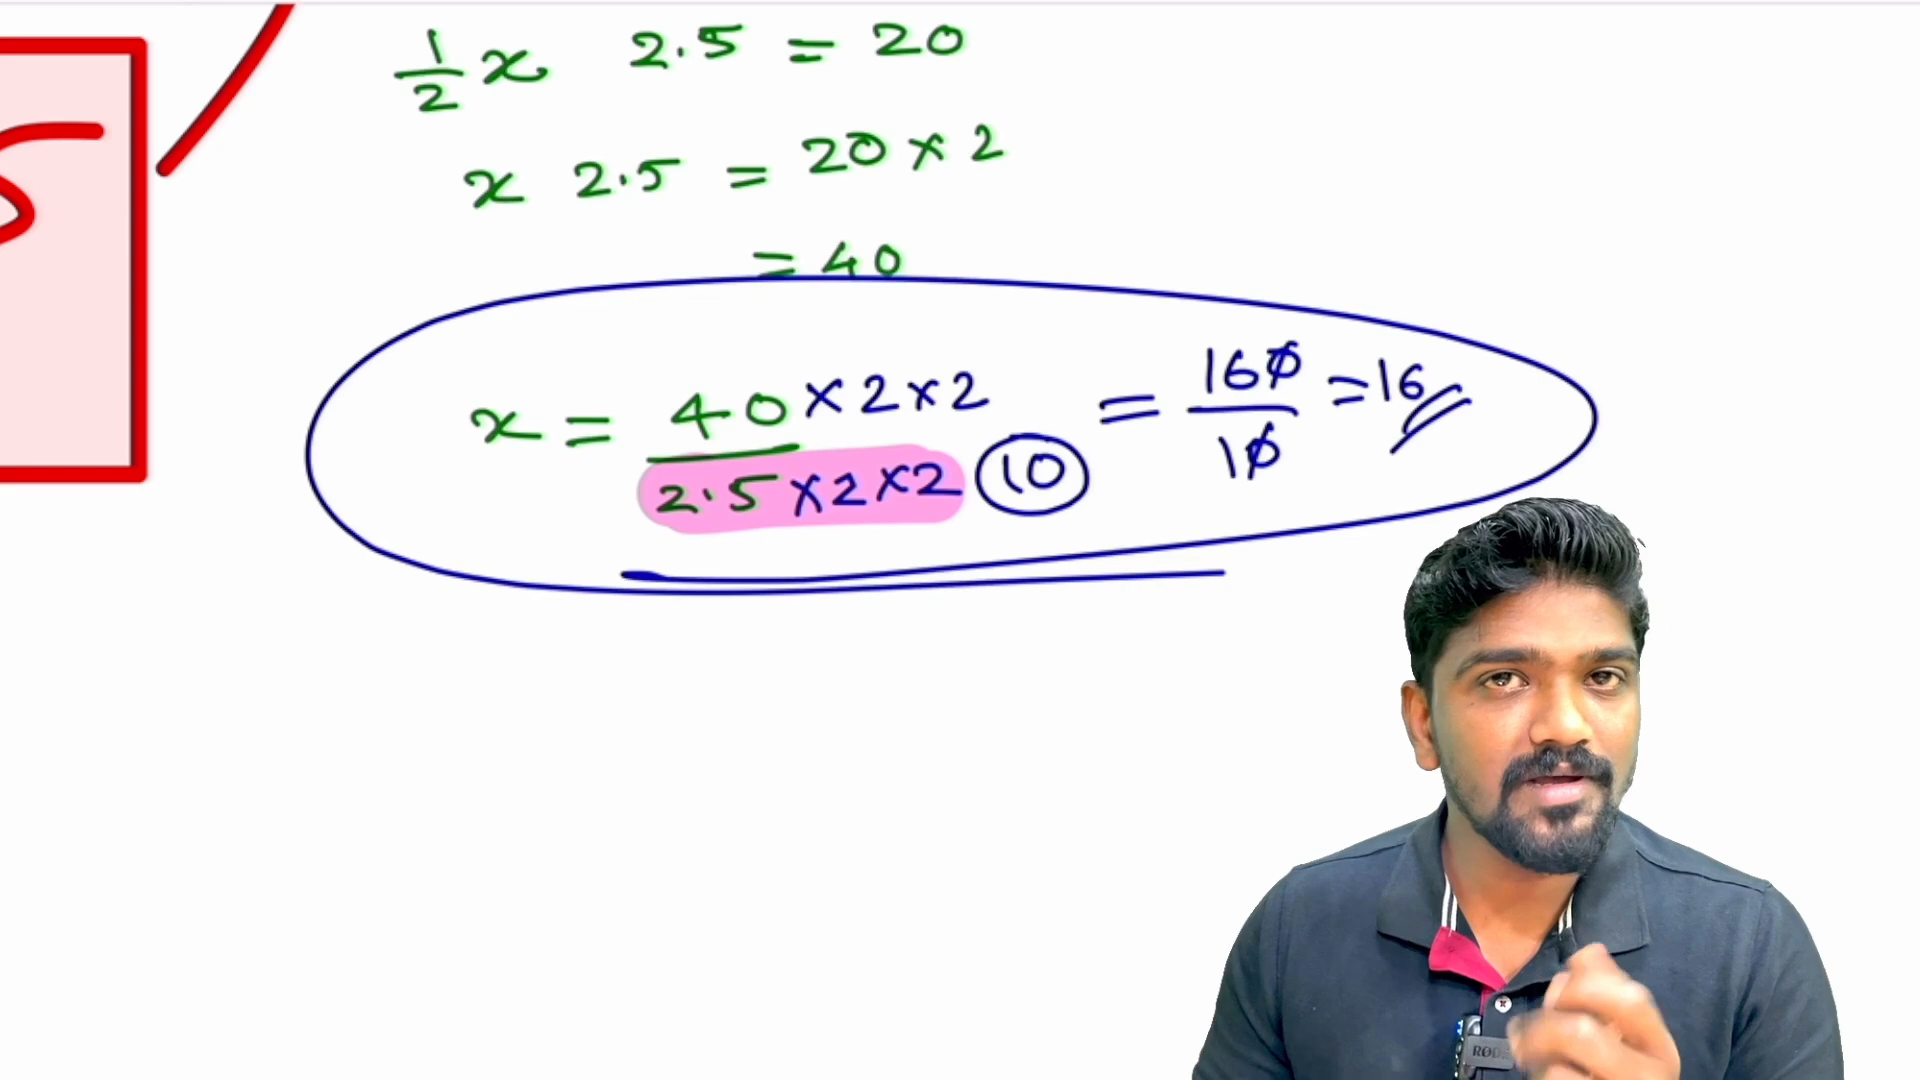 1/2 x 2.5 = 20
x 2.5 = 20 × 2
= 40
x = 40 × 2 × 2 / 2.5 × 2 × 2 (10) = 160/10 = 16
RODE